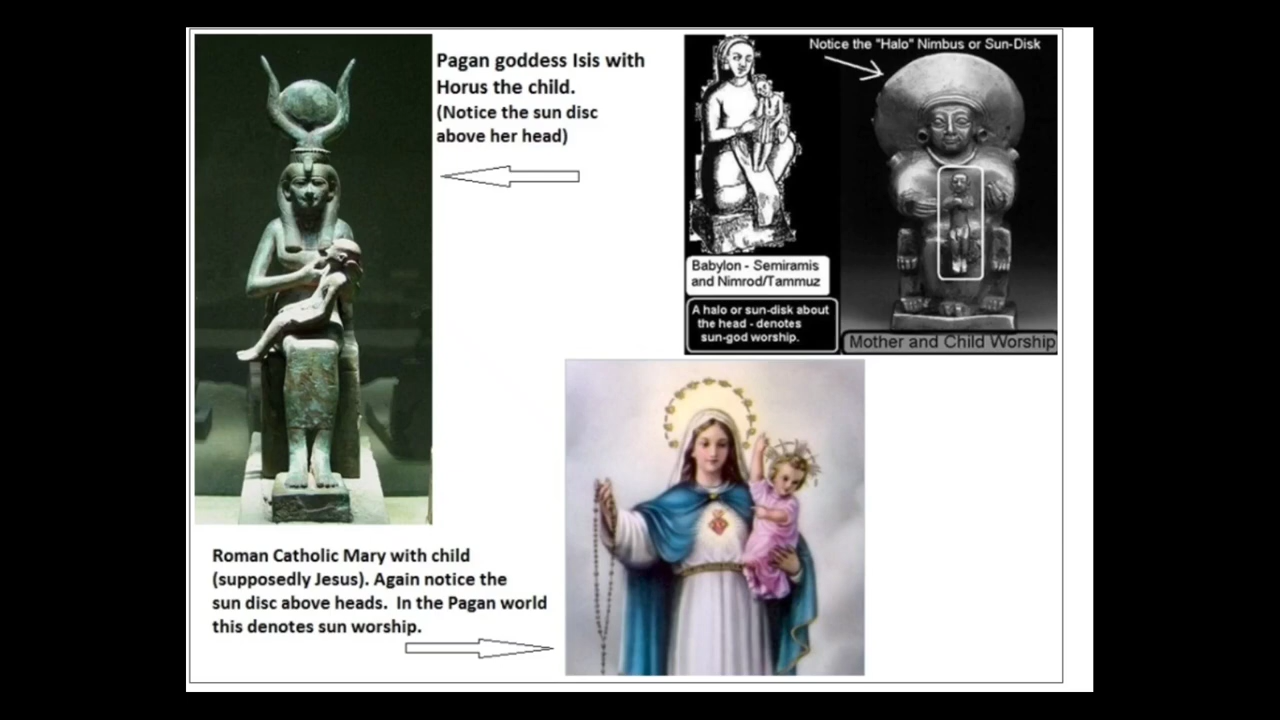 Pagan goddess Isis with
Horus the child.
(Notice the sun disc
above her head)
Notice the "Halo" Nimbus or Sun-Disk
Babylon - Semiramis
and Nimrod/Tammuz
A halo or sun-disk about
the head - denotes
sun-god worship.
Mother and Child Worship
Roman Catholic Mary with child
(supposedly Jesus). Again notice the
sun disc above heads. In the Pagan world
this denotes sun worship.